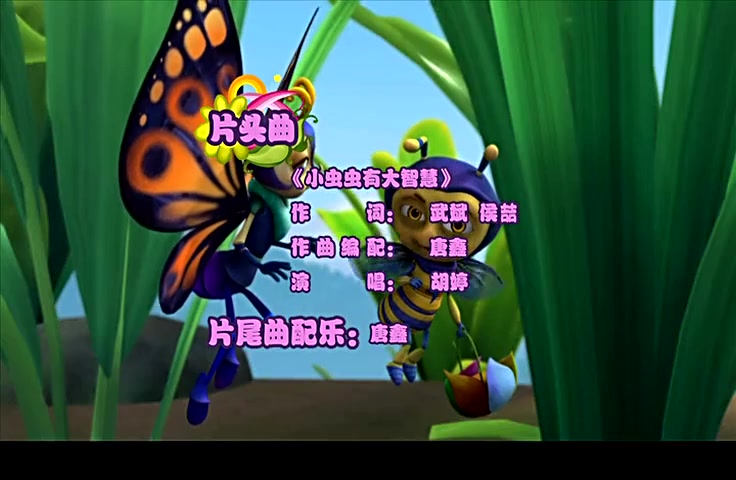 片头曲
《小虫虫有大智慧》
作 词: 武斌 侯喆
作曲编配: 唐鑫
演 唱: 胡婷
片尾曲配乐: 唐鑫